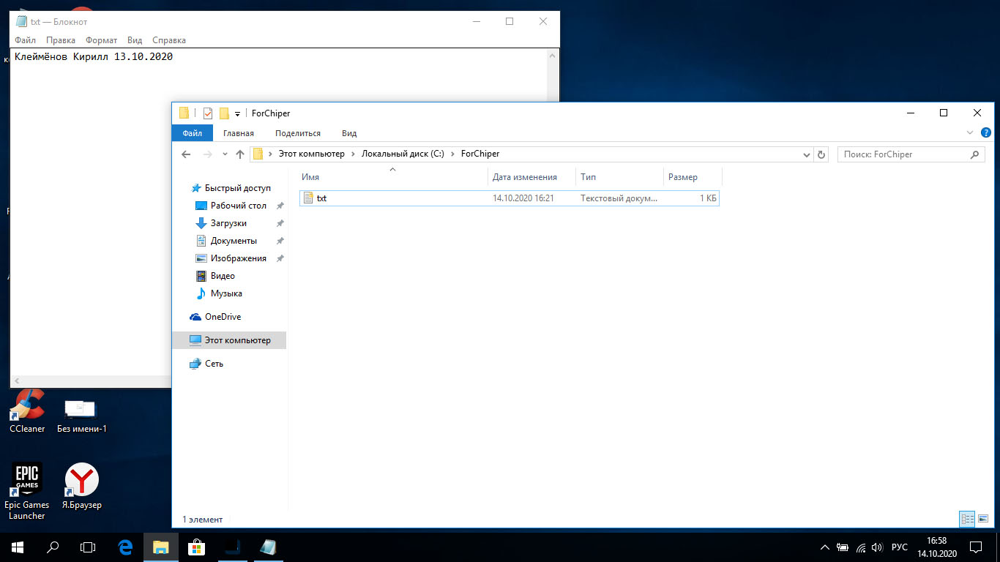 txt — Блокнот
Файл Правка Формат Вид Справка
Клеймёнов Кирилл 13.10.2020
ForChiper
Файл Главная Поделиться Вид
Этот компьютер Локальный диск (C:) ForChiper
Поиск: ForChiper
Имя Дата изменения Тип Размер
txt 14.10.2020 16:21 Текстовый докум... 1 КБ
Быстрый доступ
Рабочий стол
Загрузки
Документы
Изображения
Видео
Музыка
OneDrive
Этот компьютер
Сеть
1 элемент
CCleaner
Без имени-1
EPIC
GAMES
Epic Games
Launcher
Я.Браузер
РУС
16:58
14.10.2020